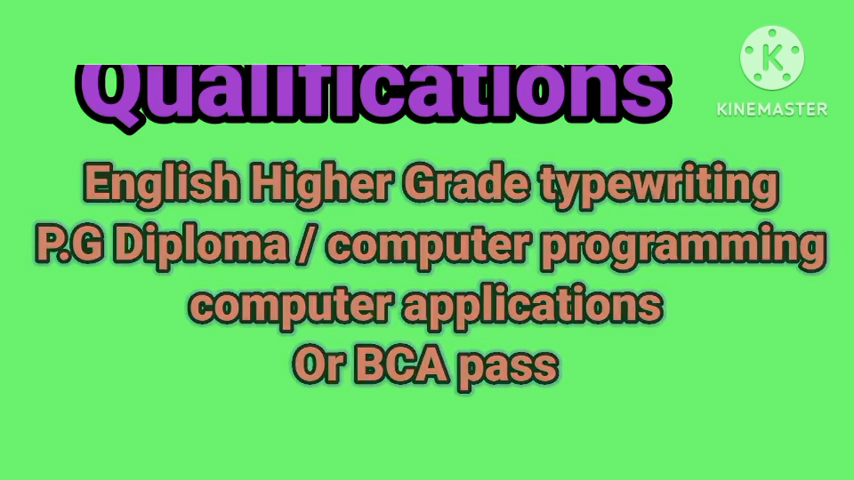 Qualifications
KINEMASTER
English Higher Grade typewriting
P.G Diploma / computer programming
computer applications
Or BCA pass